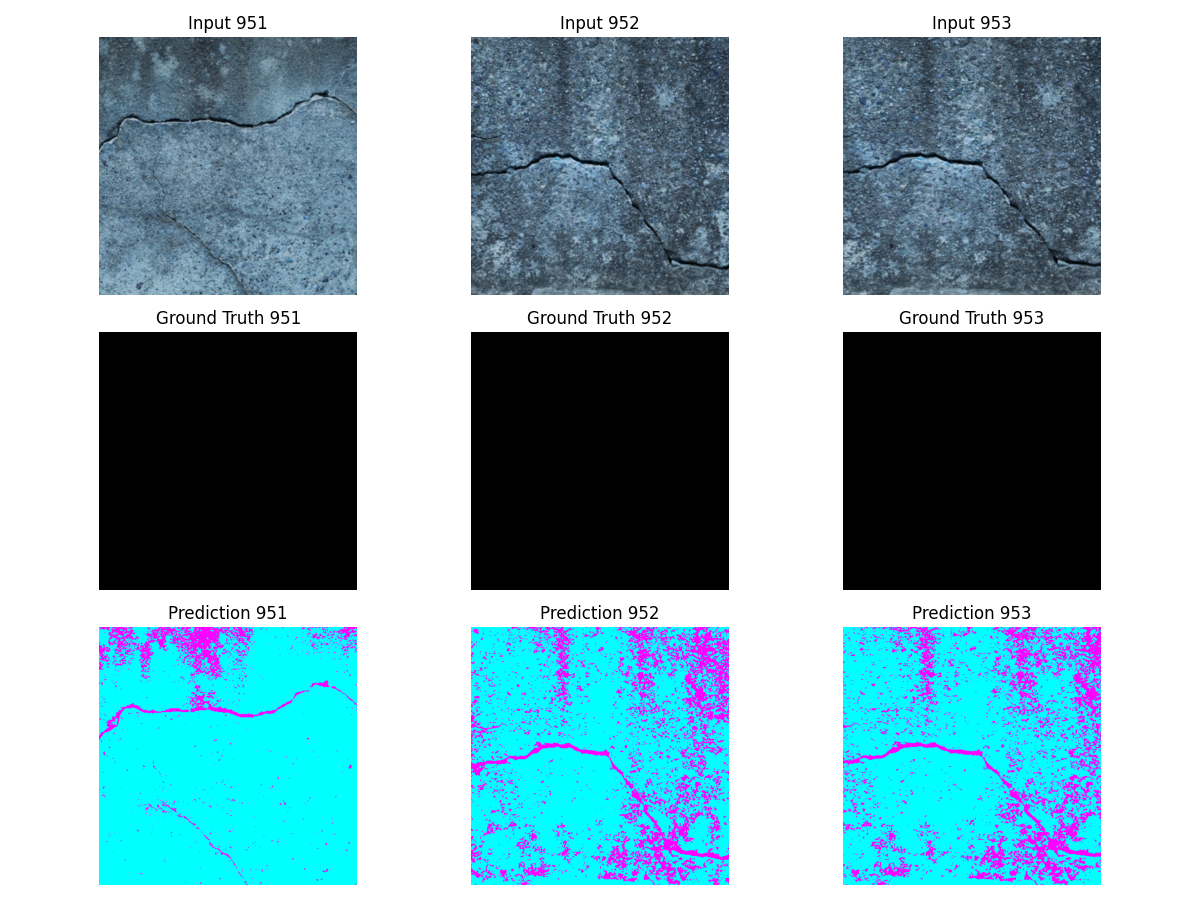 Input 951
Input 952
Input 953
Ground Truth 951
Ground Truth 952
Ground Truth 953
Prediction 951
Prediction 952
Prediction 953